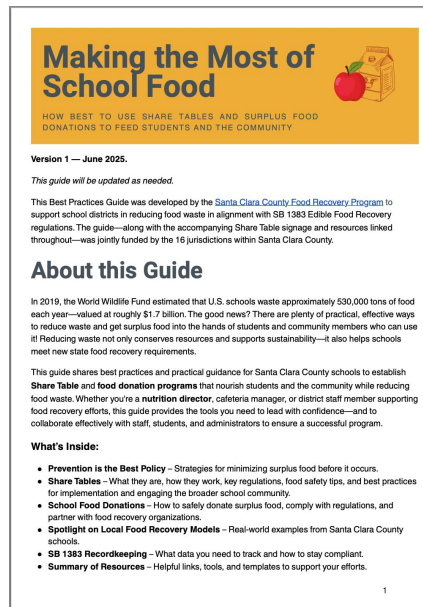 Making the Most of
School Food
HOW BEST TO USE SHARE TABLES AND SURPLUS FOOD
DONATIONS TO FEED STUDENTS AND THE COMMUNITY
Version 1 — June 2025.
This guide will be updated as needed.
This Best Practices Guide was developed by the Santa Clara County Food Recovery Program to
support school districts in reducing food waste in alignment with SB 1383 Edible Food Recovery
regulations. The guide—along with the accompanying Share Table signage and resources linked
throughout—was jointly funded by the 16 jurisdictions within Santa Clara County.
About this Guide
In 2019, the World Wildlife Fund estimated that U.S. schools waste approximately 530,000 tons of food
each year—valued at roughly $1.7 billion. The good news? There are plenty of practical, effective ways
to reduce waste and get surplus food into the hands of students and community members who can use
it! Reducing waste not only conserves resources and supports sustainability—it also helps schools
meet new state food recovery requirements.
This guide shares best practices and practical guidance for Santa Clara County schools to establish
Share Table and food donation programs that nourish students and the community while reducing
food waste. Whether you're a nutrition director, cafeteria manager, or district staff member supporting
food recovery efforts, this guide provides the tools you need to lead with confidence—and to
collaborate effectively with staff, students, and administrators to ensure a successful program.
What's Inside:
● Prevention is the Best Policy – Strategies for minimizing surplus food before it occurs.
● Share Tables – What they are, how they work, key regulations, food safety tips, and best practices
for implementation and engaging the broader school community.
● School Food Donations – How to safely donate surplus food, comply with regulations, and
partner with food recovery organizations.
● Spotlight on Local Food Recovery Models – Real-world examples from Santa Clara County
schools.
● SB 1383 Recordkeeping – What data you need to track and how to stay compliant.
● Summary of Resources – Helpful links, tools, and templates to support your efforts.
1